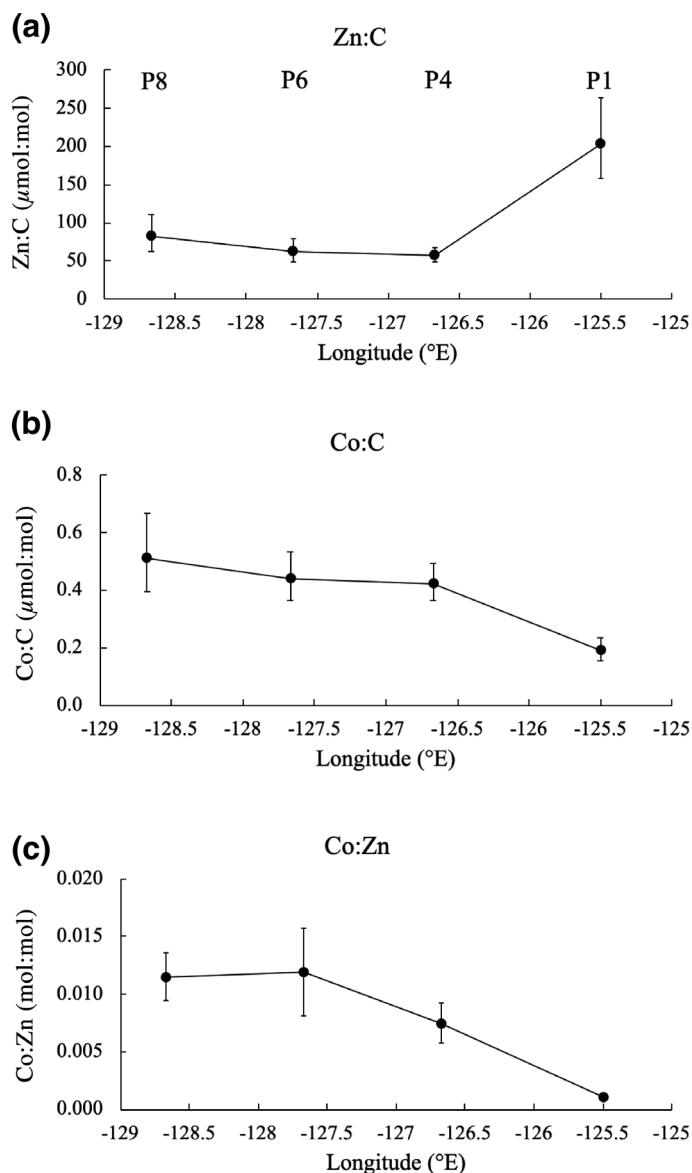 (a)
Zn:C
300
P8 P6 P4 P1
250
200
150
100
50
0
Zn:C (µmol:mol)
-129 -128.5 -128 -127.5 -127 -126.5 -126 -125.5 -125
Longitude (°E)
(b)
Co:C
0.8
0.6
0.4
0.2
0.0
Co:C (µmol:mol)
-129 -128.5 -128 -127.5 -127 -126.5 -126 -125.5 -125
Longitude (°E)
(c)
Co:Zn
0.020
0.015
0.010
0.005
0.000
Co:Zn (mol:mol)
-129 -128.5 -128 -127.5 -127 -126.5 -126 -125.5 -125
Longitude (°E)